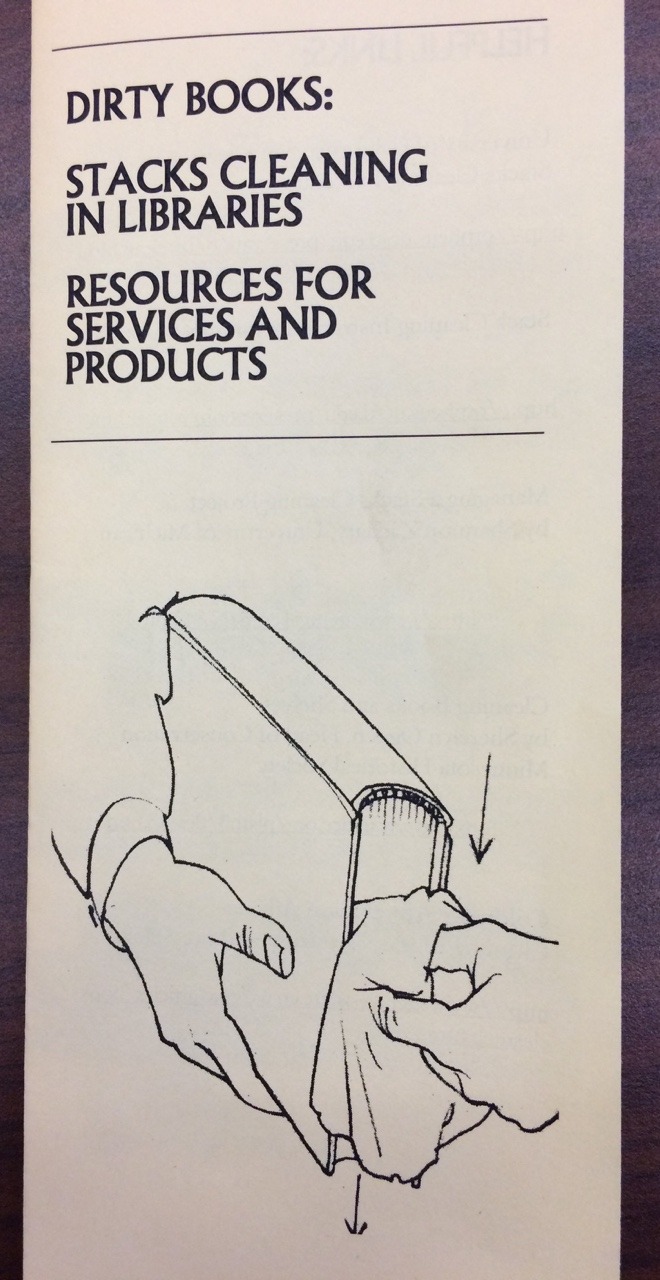 DIRTY BOOKS:
STACKS CLEANING
IN LIBRARIES
RESOURCES FOR
SERVICES AND
PRODUCTS